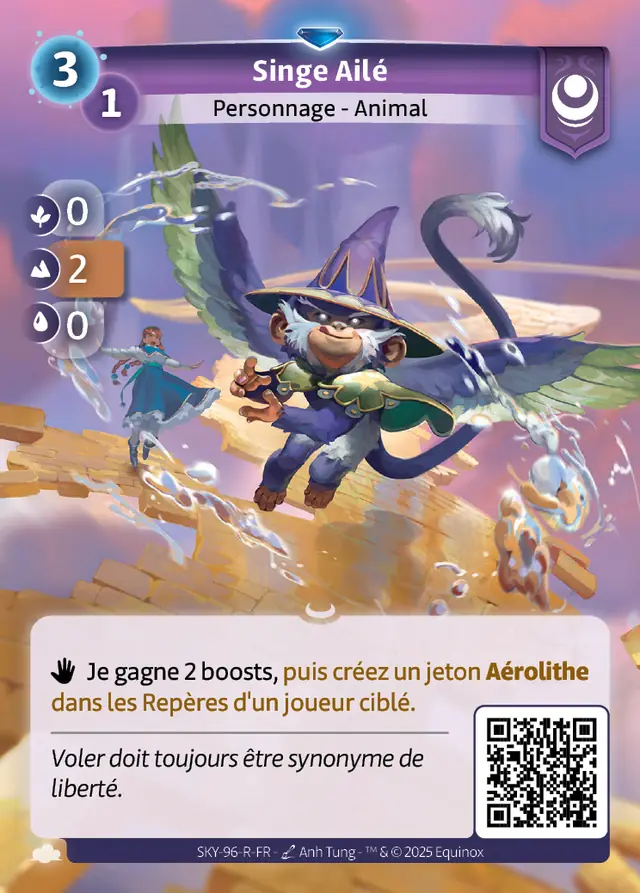 3
Singe Ailé
1
Personnage - Animal
0
2
0
Je gagne 2 boosts, puis créez un jeton Aérolithe
dans les Repères d'un joueur ciblé.
Voler doit toujours être synonyme de
liberté.
SKY-96-R-FR - Anh Tung - ™ & © 2025 Equinox